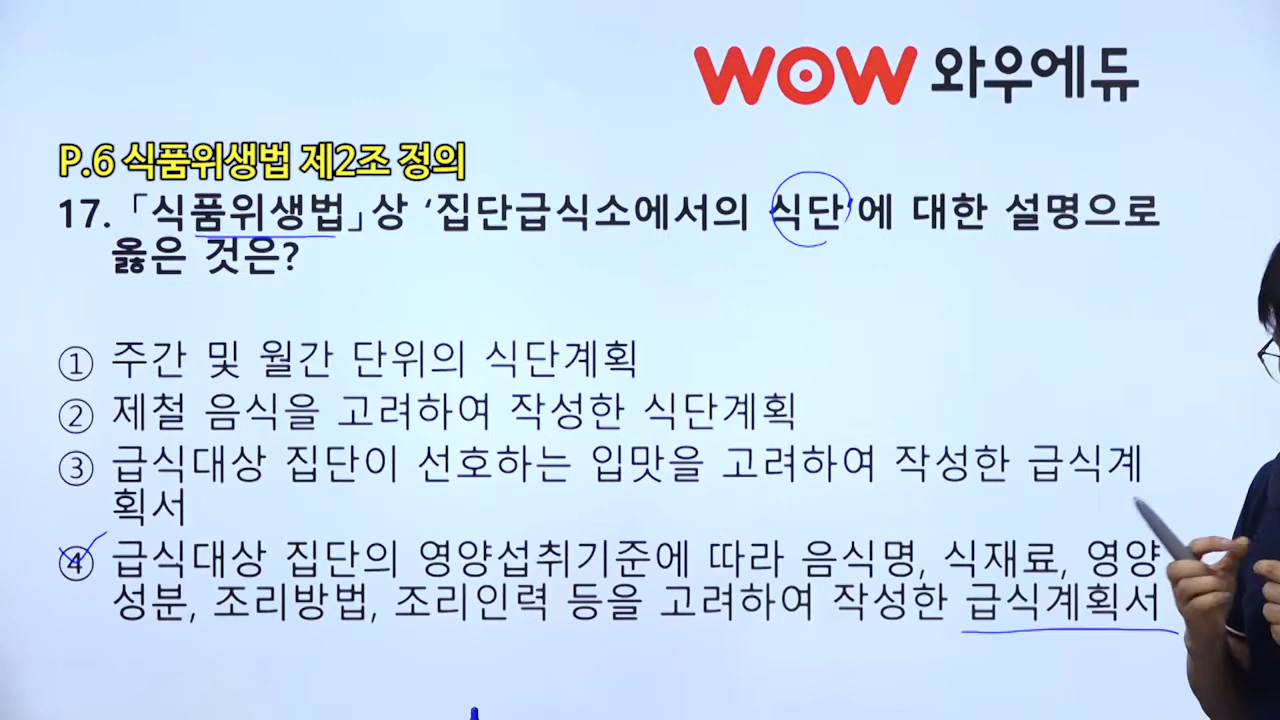 WOW 와우에듀
P.6 식품위생법 제2조 정의
17. 「식품위생법」상 ‘집단급식소에서의 식단’에 대한 설명으로
옳은 것은?
① 주간 및 월간 단위의 식단계획
② 제철 음식을 고려하여 작성한 식단계획
③ 급식대상 집단이 선호하는 입맛을 고려하여 작성한 급식계
획서
④ 급식대상 집단의 영양섭취기준에 따라 음식명, 식재료, 영양
성분, 조리방법, 조리인력 등을 고려하여 작성한 급식계획서